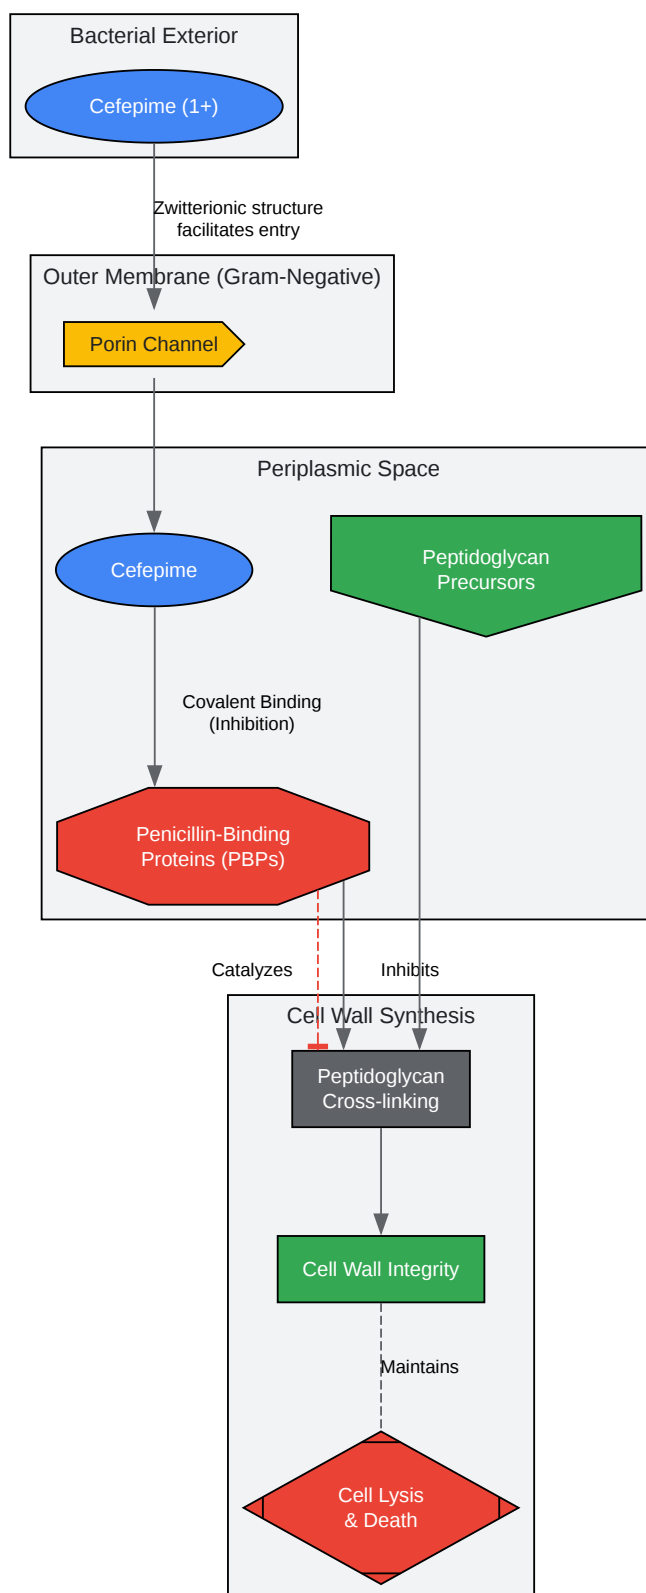 Bacterial Exterior
Cefepime (1+)
Zwitterionic structure
facilitates entry
Outer Membrane (Gram-Negative)
Porin Channel
Periplasmic Space
Cefepime
Peptidoglycan
Precursors
Covalent Binding
(Inhibition)
Penicillin-Binding
Proteins (PBPs)
Catalyzes
Inhibits
Cell Wall Synthesis
Peptidoglycan
Cross-linking
Cell Wall Integrity
Maintains
Cell Lysis
& Death